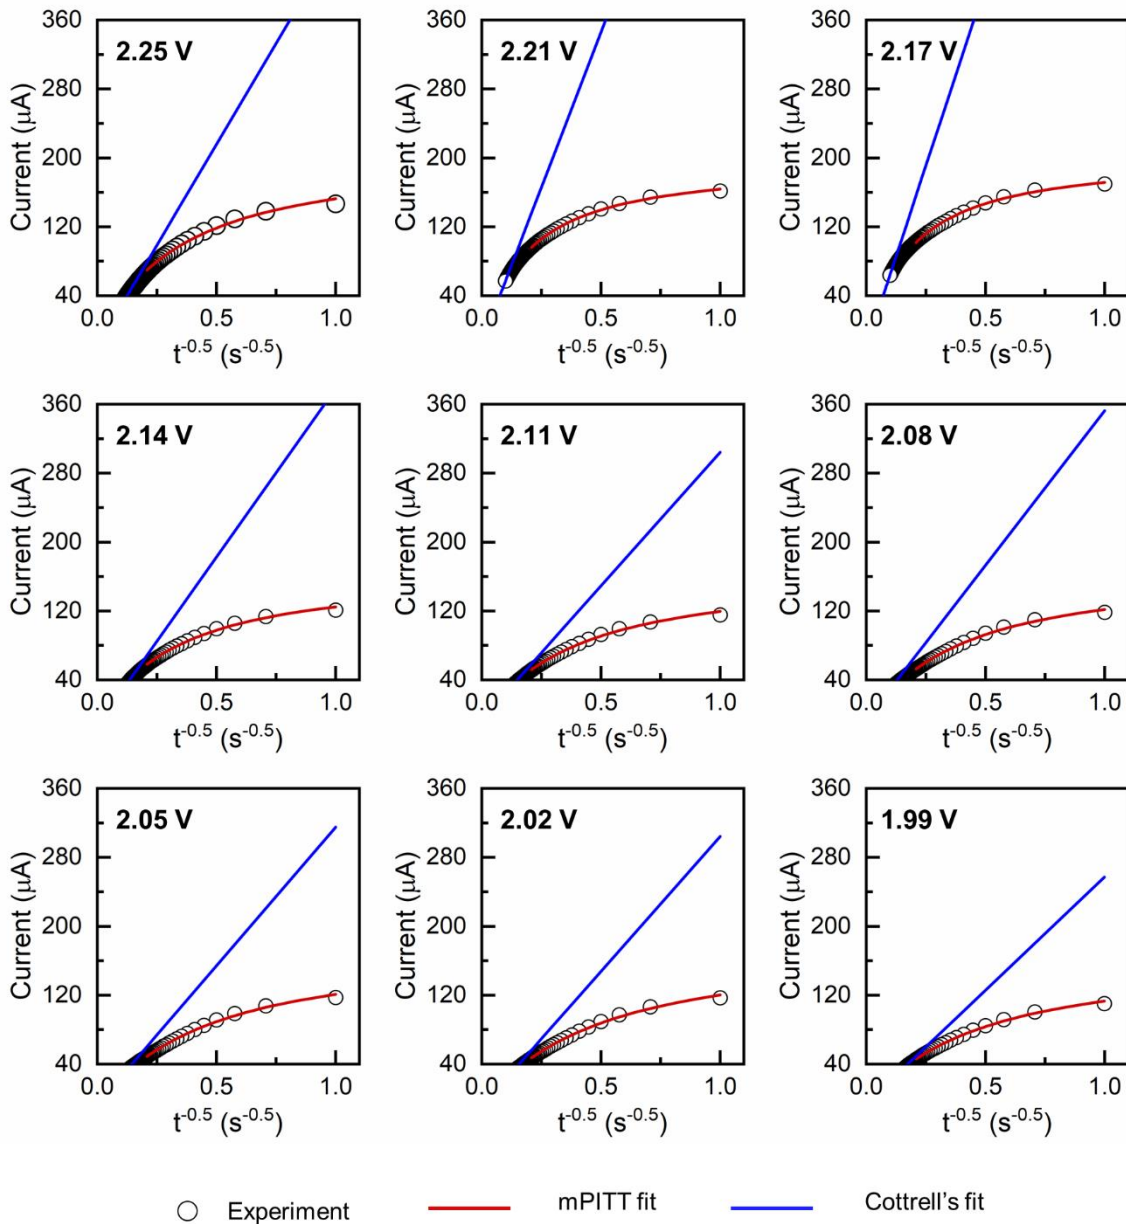 2.25 V
Current (μA)
360
280
200
120
40
0.0
0.5
1.0
t-0.5 (s-0.5)
2.21 V
Current (μA)
360
280
200
120
40
0.0
0.5
1.0
t-0.5 (s-0.5)
2.17 V
Current (μA)
360
280
200
120
40
0.0
0.5
1.0
t-0.5 (s-0.5)
2.14 V
Current (μA)
360
280
200
120
40
0.0
0.5
1.0
t-0.5 (s-0.5)
2.11 V
Current (μA)
360
280
200
120
40
0.0
0.5
1.0
t-0.5 (s-0.5)
2.08 V
Current (μA)
360
280
200
120
40
0.0
0.5
1.0
t-0.5 (s-0.5)
2.05 V
Current (μA)
360
280
200
120
40
0.0
0.5
1.0
t-0.5 (s-0.5)
2.02 V
Current (μA)
360
280
200
120
40
0.0
0.5
1.0
t-0.5 (s-0.5)
1.99 V
Current (μA)
360
280
200
120
40
0.0
0.5
1.0
t-0.5 (s-0.5)
Experiment mPITT fit Cottrell's fit